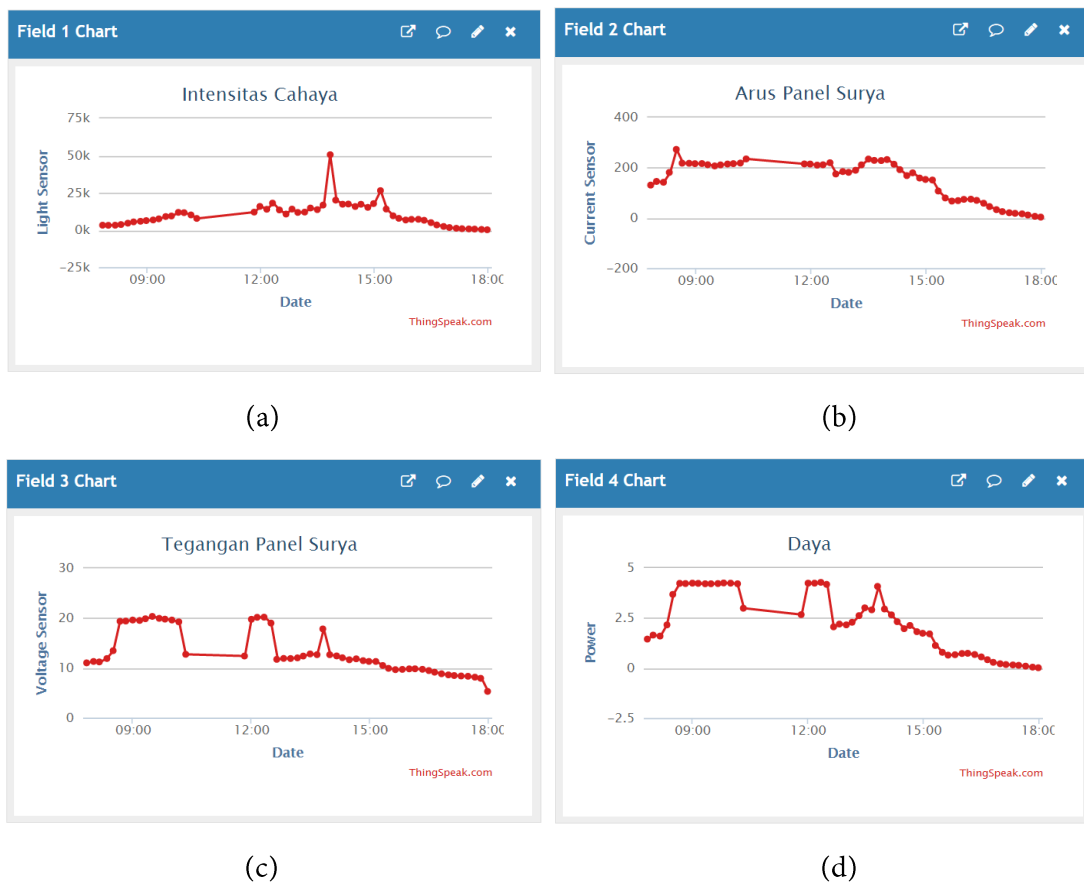 Field 1 Chart
Intensitas Cahaya
Light Sensor
75k
50k
25k
0k
−25k
09:00
12:00
15:00
18:00
Date
ThingSpeak.com
(a)
Field 2 Chart
Arus Panel Surya
Current Sensor
400
200
0
−200
09:00
12:00
15:00
18:0
Date
ThingSpeak.com
(b)
Field 3 Chart
Tegangan Panel Surya
Voltage Sensor
30
20
10
0
09:00
12:00
15:00
18:00
Date
ThingSpeak.com
(c)
Field 4 Chart
Daya
Power
5
2.5
0
−2.5
09:00
12:00
15:00
18:00
Date
ThingSpeak.com
(d)